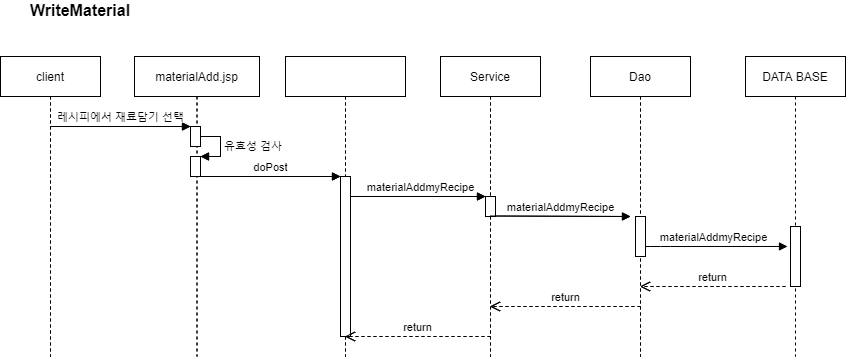 WriteMaterial
client
materialAdd.jsp
Service
Dao
DATA BASE
레시피에서 재료담기 선택
유효성 검사
doPost
materialAddmyRecipe
materialAddmyRecipe
materialAddmyRecipe
return
return
return